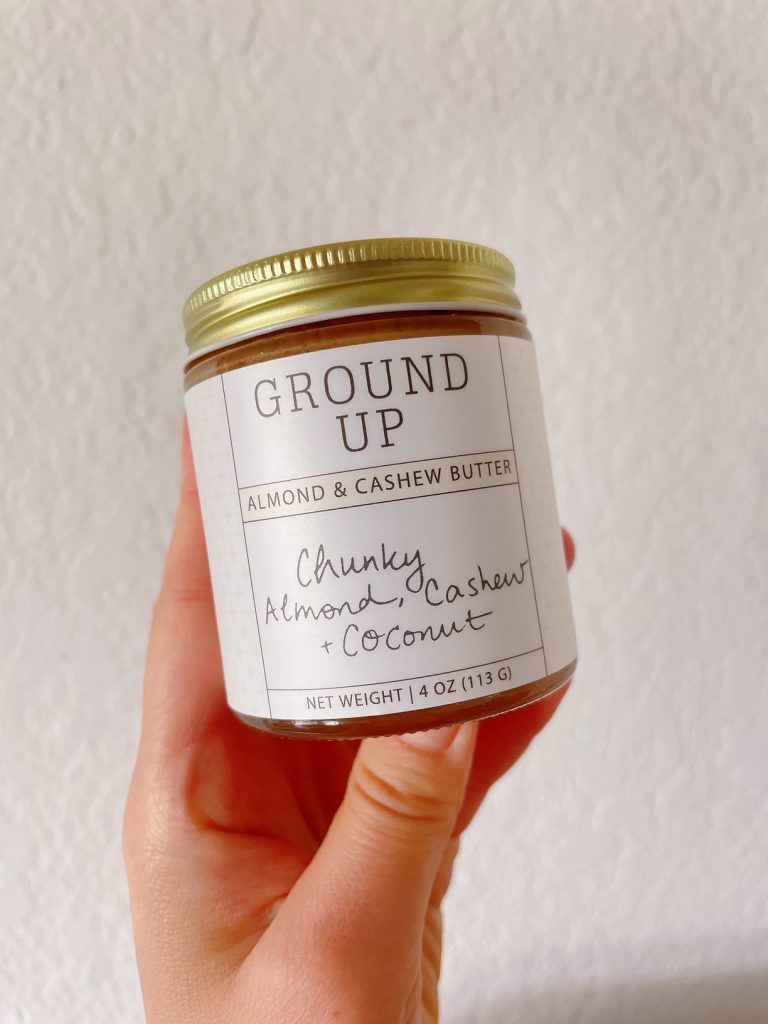 GROUND
UP
ALMOND & CASHEW BUTTER
Chunky
Almond, Cashew
+ Coconut
NET WEIGHT | 4 OZ (113 G)